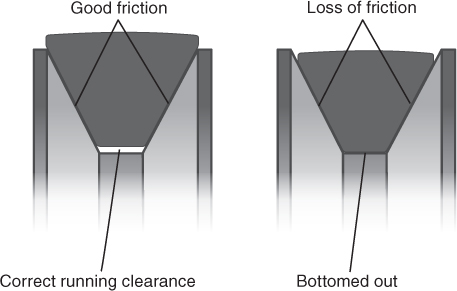 Good friction
Loss of friction
Correct running clearance
Bottomed out